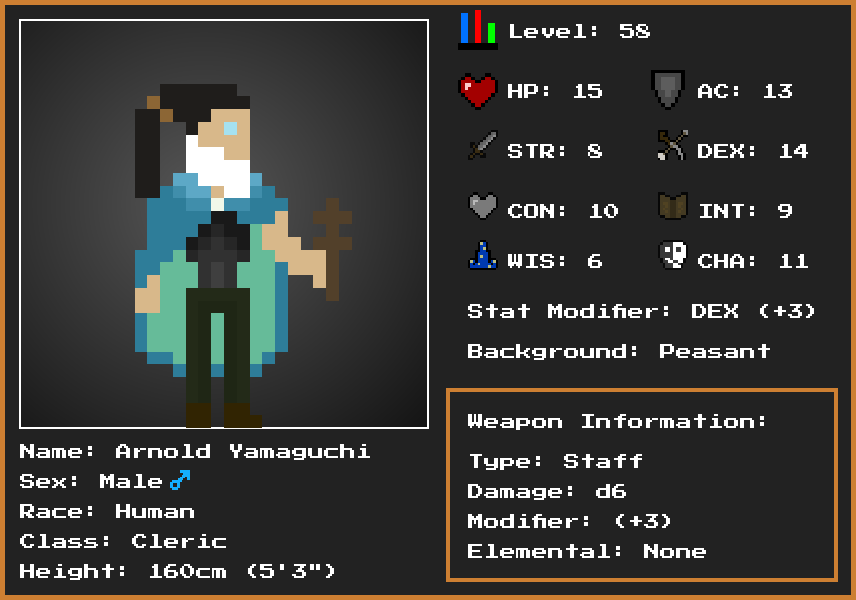 Level: 58
HP: 15
AC: 13
STR: 8
DEX: 14
CON: 10
INT: 9
WIS: 6
CHA: 11
Stat Modifier: DEX (+3)
Background: Peasant
Weapon Information:
Type: Staff
Damage: d6
Modifier: (+3)
Elemental: None
Name: Arnold Yamaguchi
Sex: Male ♂
Race: Human
Class: Cleric
Height: 160cm (5'3")